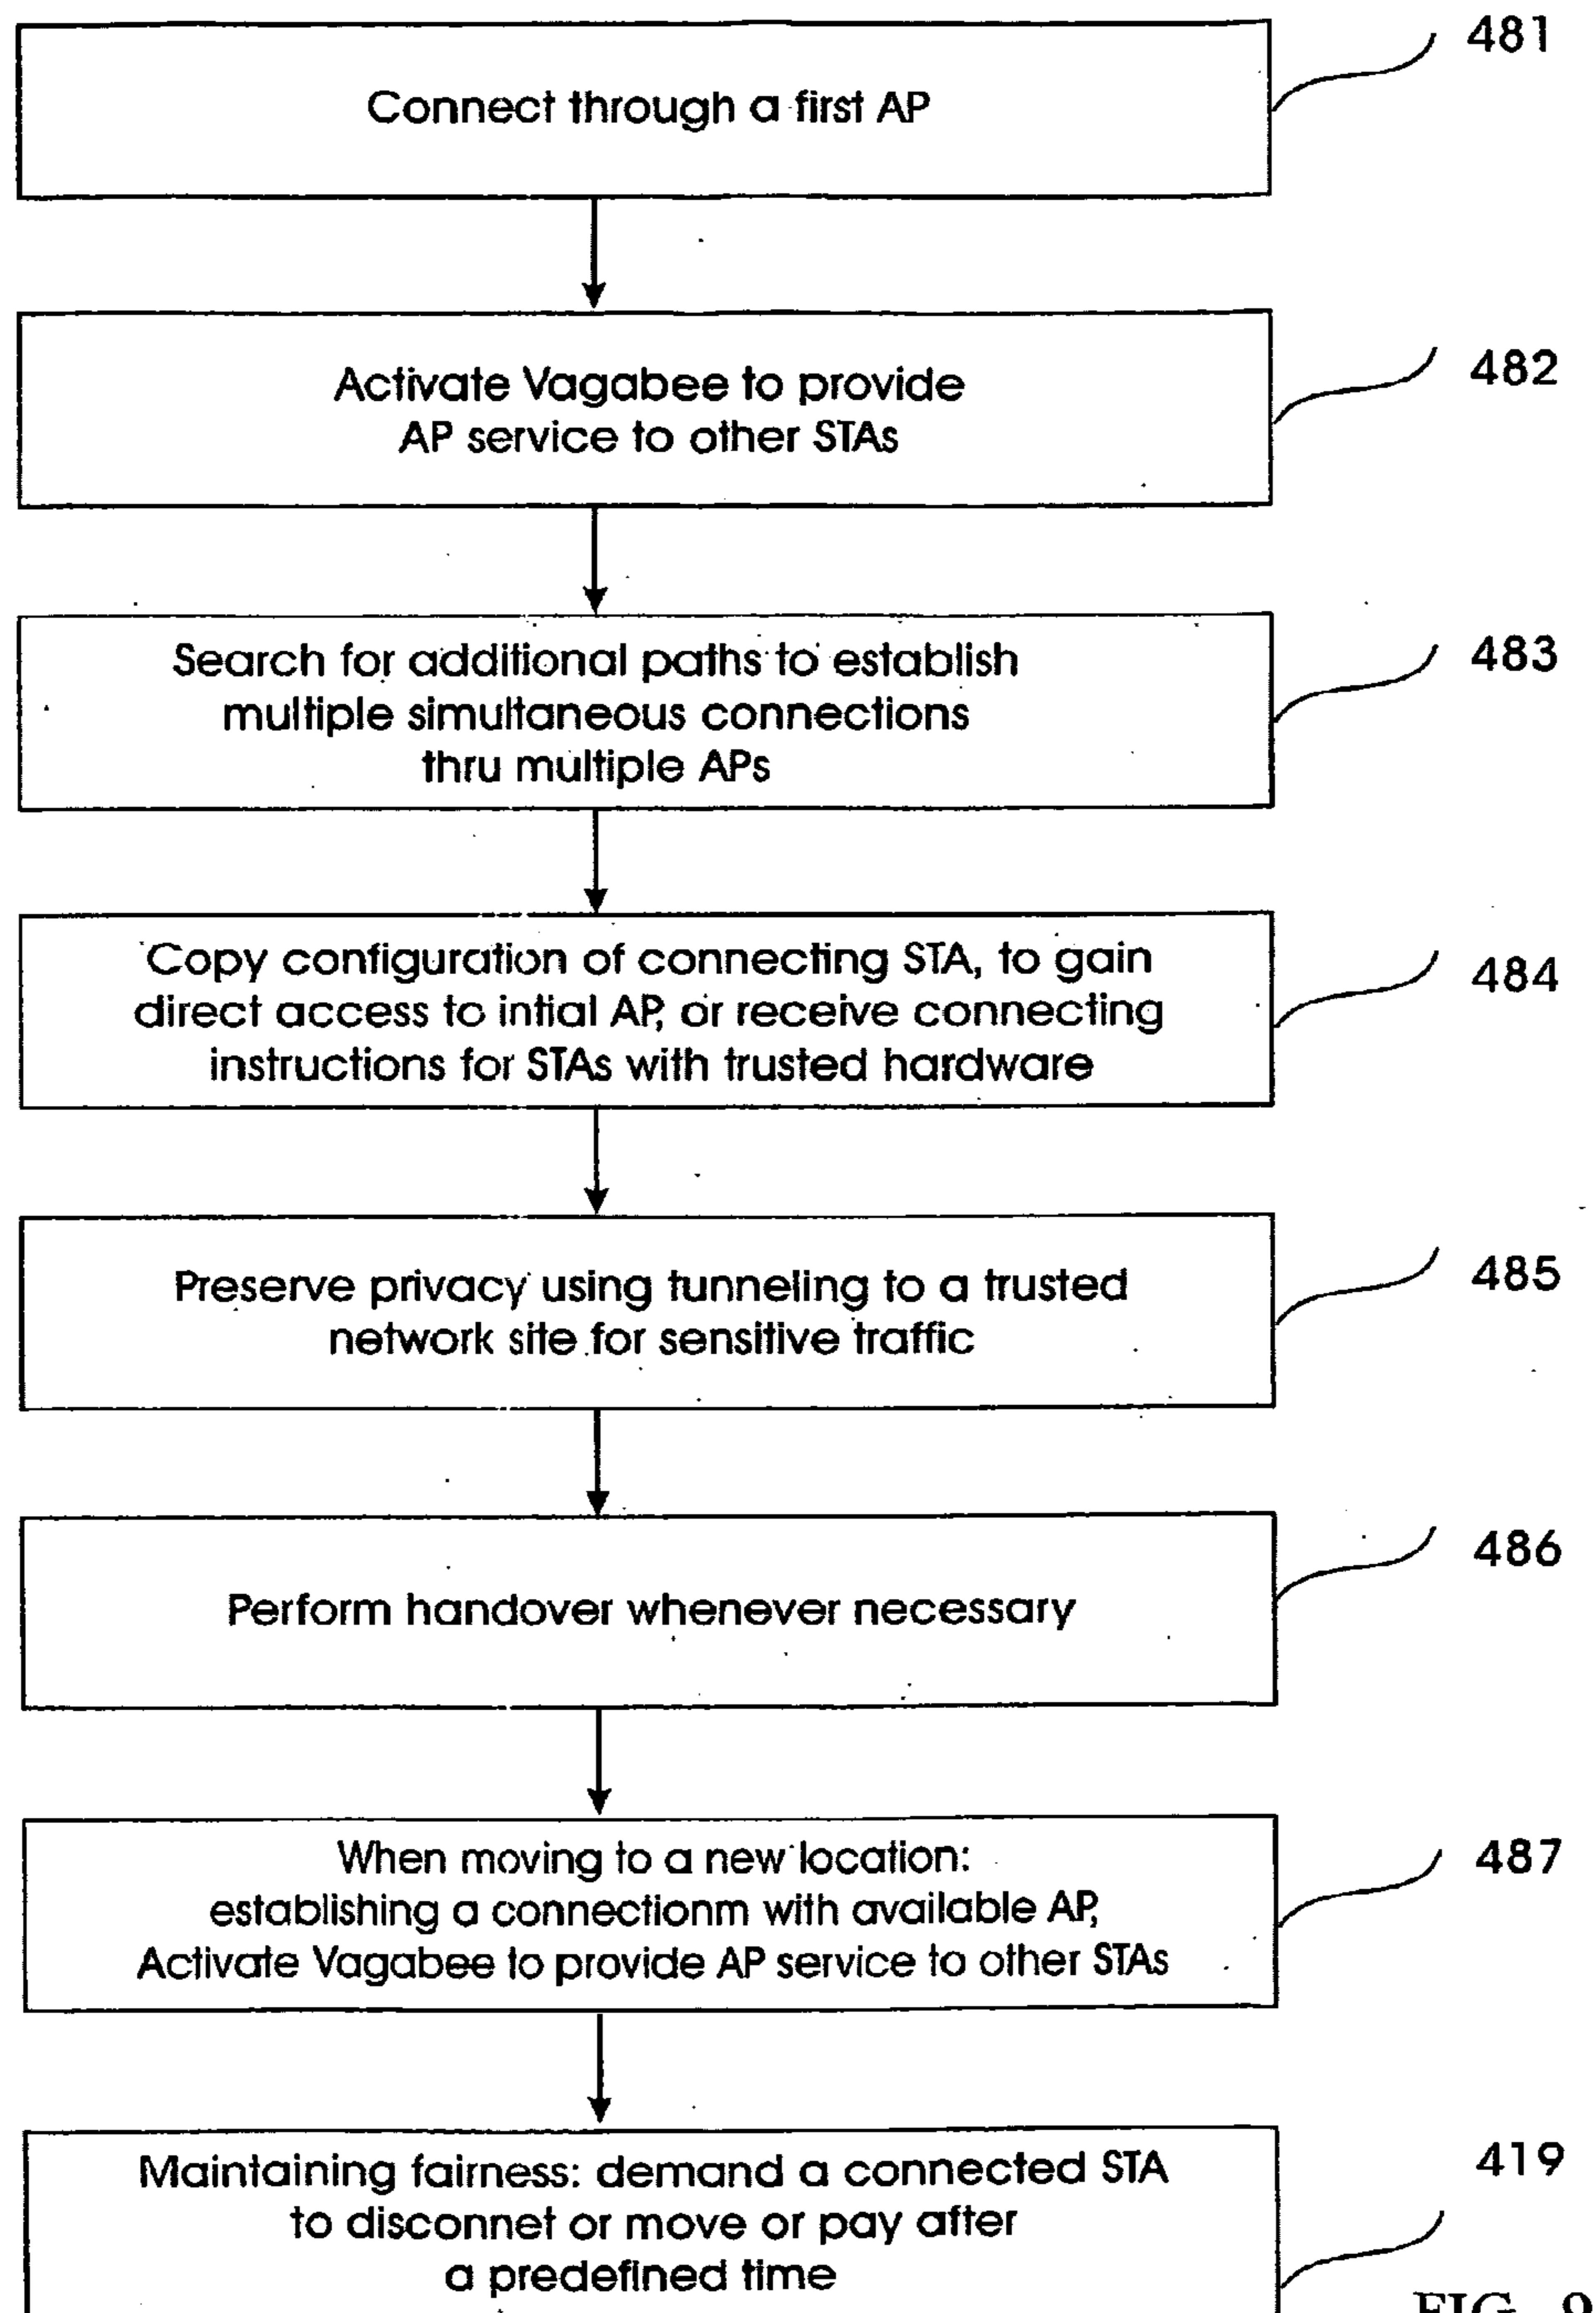 481
Connect through a first AP
482
Activate Vagabee to provide
AP service to other STAs
483
Search for additional paths to establish
multiple simultaneous connections
thru multiple APs
484
Copy configuration of connecting STA, to gain
direct access to intial AP, or receive connecting
instructions for STAs with trusted hardware
485
Preserve privacy using tunneling to a trusted
network site for sensitive traffic
486
Perform handover whenever necessary
487
When moving to a new location:
establishing a connectionm with available AP,
Activate Vagabee to provide AP service to other STAs
419
Maintaining fairness: demand a connected STA
to disconnet or move or pay after
a predefined time
FIG. 9